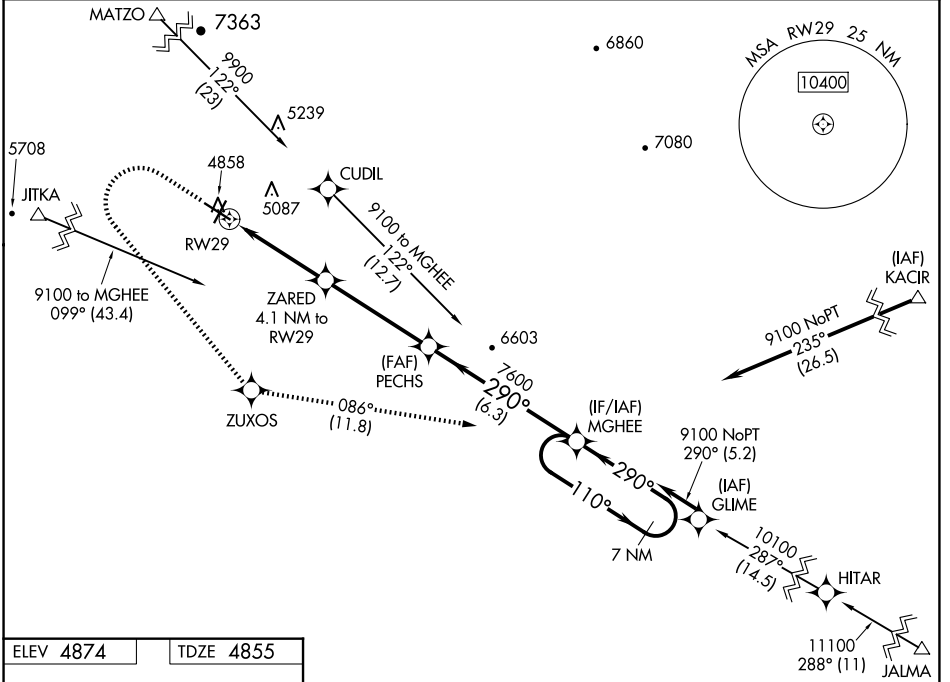 MATZO
7363
9900
122°
(23)
6860
MSA RW29 25 NM
10400
5239
7080
5708
4858
5087
CUDIL
JITKA
RW29
9100 to MGHEE
122°
(12.7)
9100 to MGHEE
099° (43.4)
ZARED
4.1 NM to
RW29
(IAF)
KACIR
9100 NoPT
235°
(26.5)
(FAF)
PECHS
6603
7600
290°
(6.3)
ZUXOS
086°
(11.8)
(IF/IAF)
MGHEE
9100 NoPT
290° (5.2)
290°
110°
7 NM
(IAF)
GLIME
10100
287°
(14.5)
HITAR
11100
288° (11)
JALMA
ELEV 4874
TDZE 4855